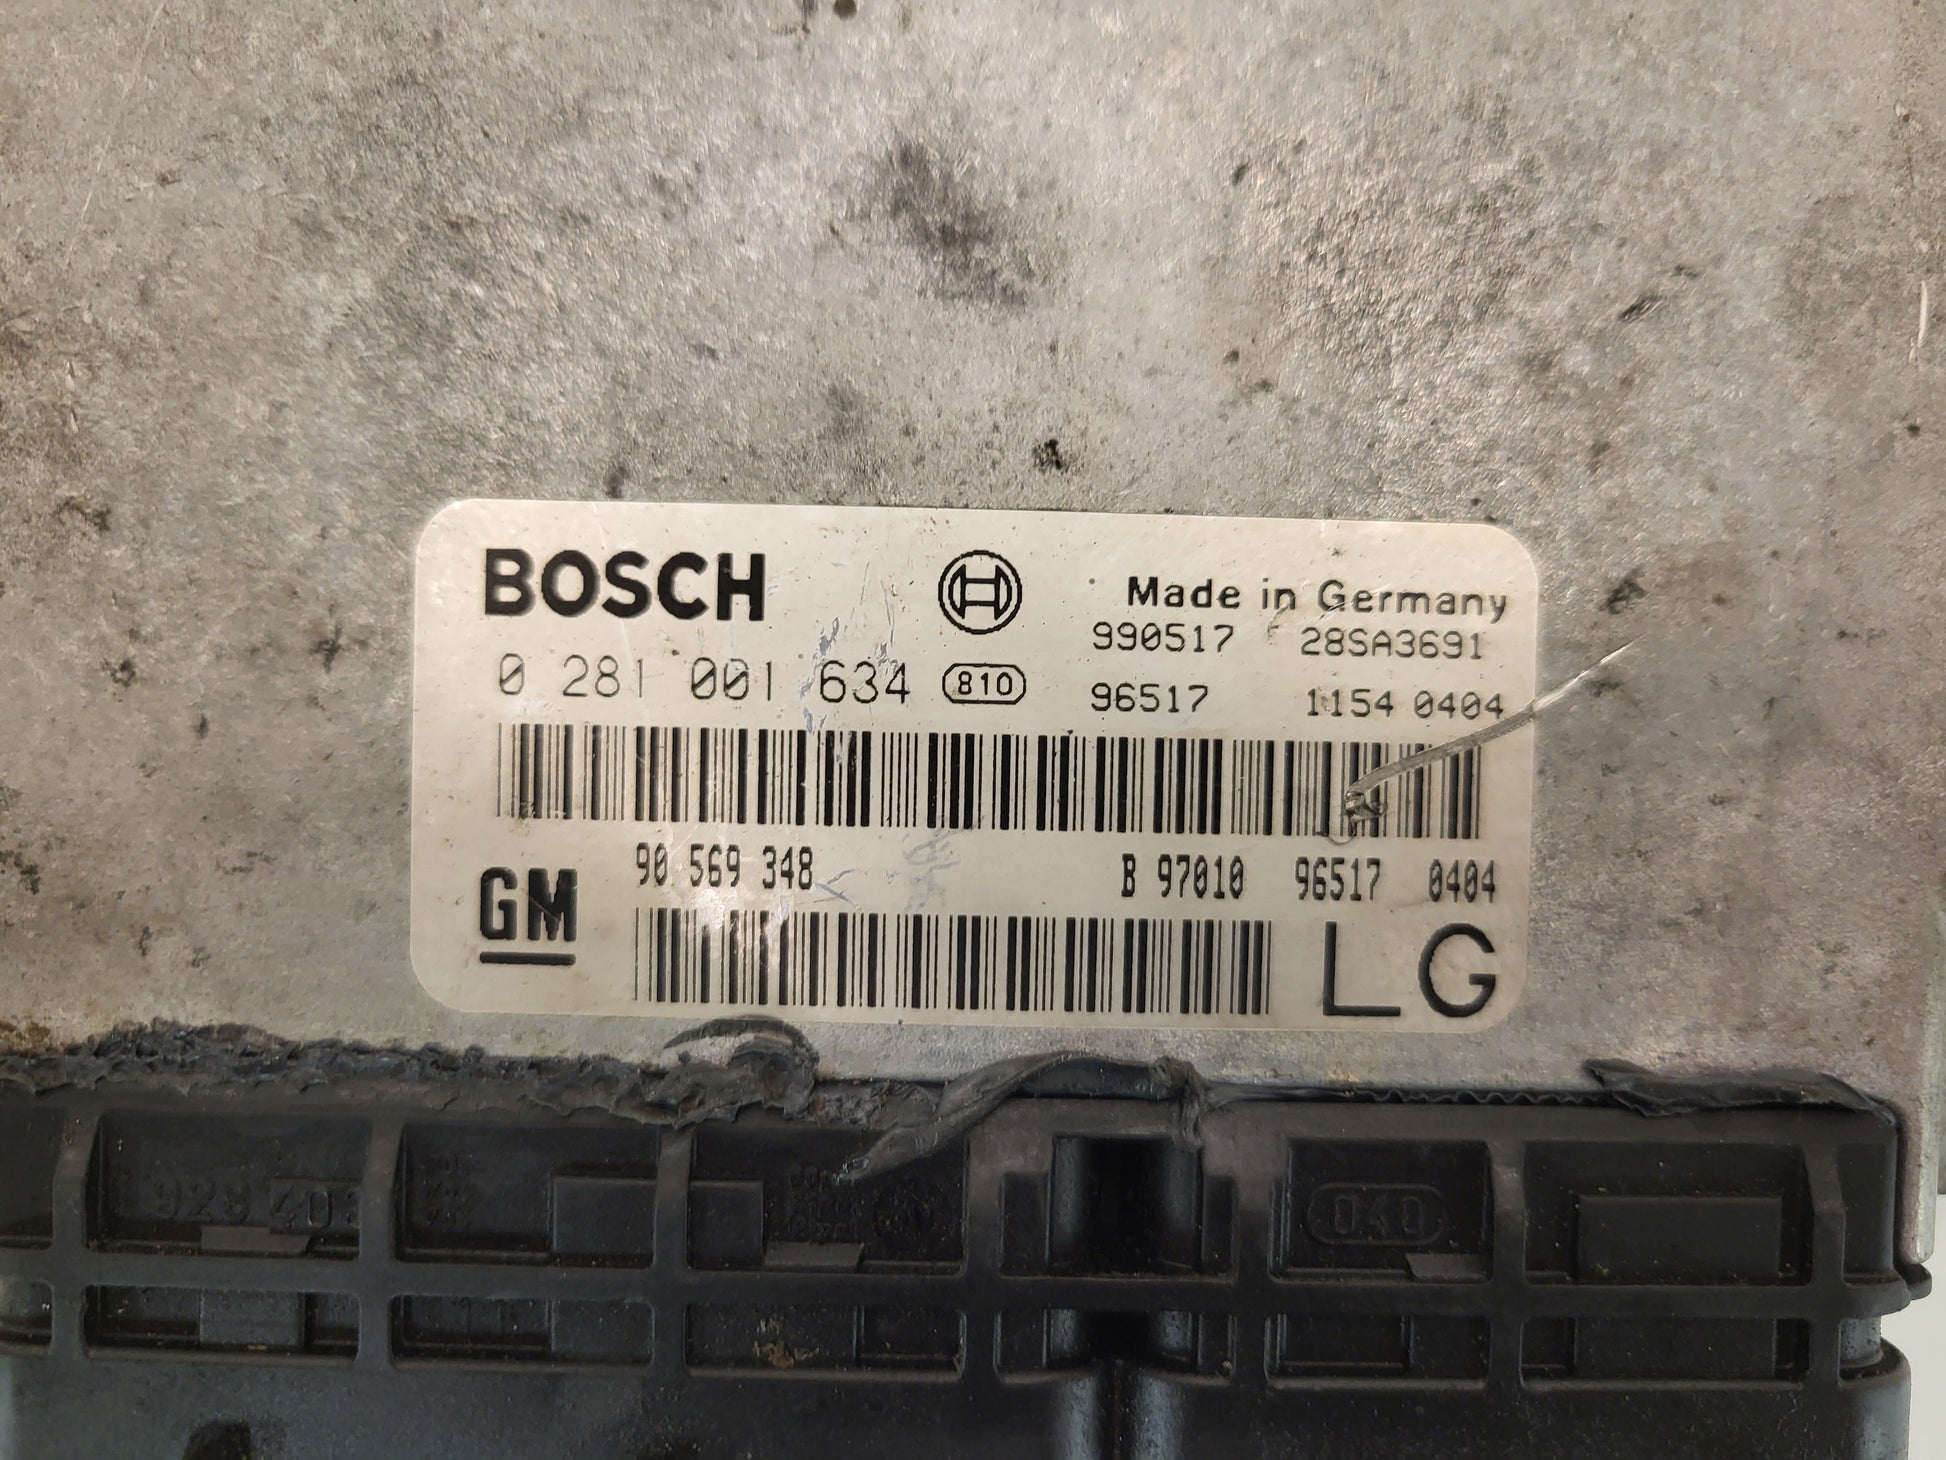 BOSCH
Made in Germany
990517 28SA3691
0 281 001 634 810 96517 1154 0404
90 569 348 B 97010 96517 0404
GM LG
040